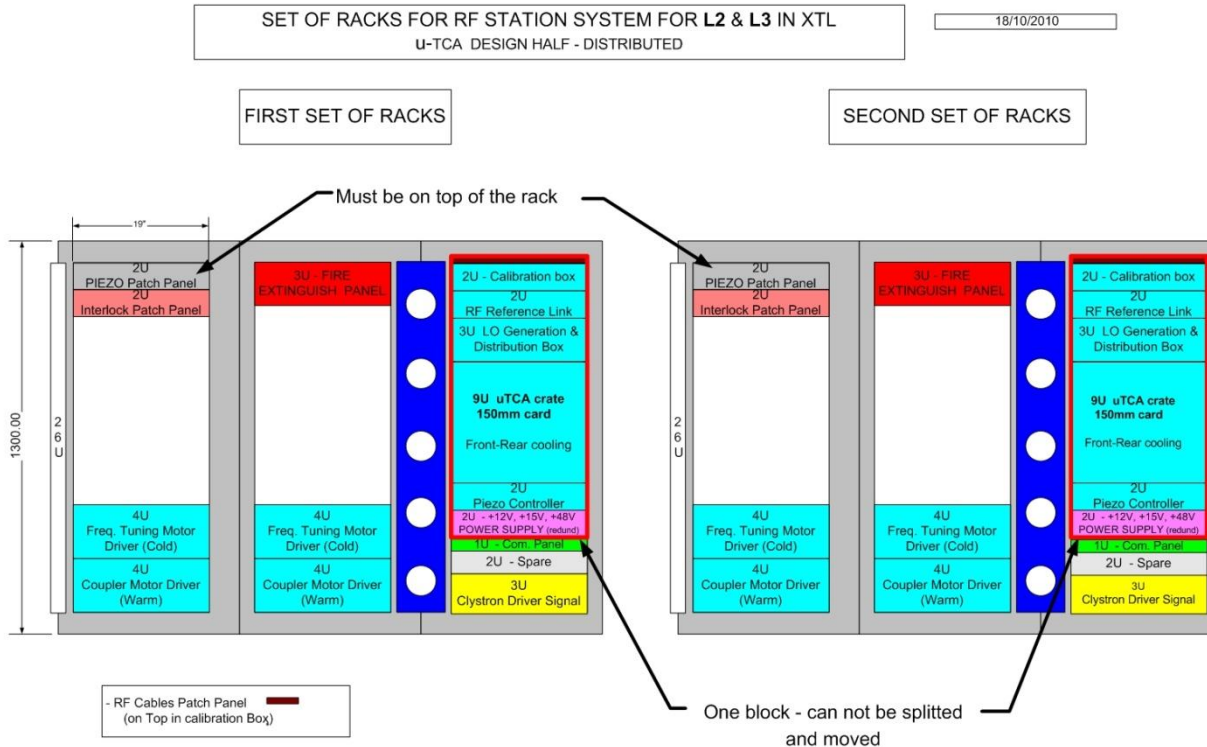 SET OF RACKS FOR RF STATION SYSTEM FOR L2 & L3 IN XTL
u-TCA DESIGN HALF - DISTRIBUTED
18/10/2010
FIRST SET OF RACKS
SECOND SET OF RACKS
Must be on top of the rack
19"
1300.00
26U
2U
PIEZO Patch Panel
2U
Interlock Patch Panel
4U
Freq. Tuning Motor
Driver (Cold)
4U
Coupler Motor Driver
(Warm)
3U - FIRE
EXTINGUISH PANEL
4U
Freq. Tuning Motor
Driver (Cold)
4U
Coupler Motor Driver
(Warm)
2U - Calibration box
2U
RF Reference Link
3U LO Generation &
Distribution Box
9U uTCA crate
150mm card
Front-Rear cooling
2U
Piezo Controller
2U - +12V, +15V, +48V
POWER SUPPLY (redund)
1U - Com. Panel
2U - Spare
3U
Clystron Driver Signal
26U
2U
PIEZO Patch Panel
2U
Interlock Patch Panel
4U
Freq. Tuning Motor
Driver (Cold)
4U
Coupler Motor Driver
(Warm)
3U - FIRE
EXTINGUISH PANEL
4U
Freq. Tuning Motor
Driver (Cold)
4U
Coupler Motor Driver
(Warm)
2U - Calibration box
2U
RF Reference Link
3U LO Generation &
Distribution Box
9U uTCA crate
150mm card
Front-Rear cooling
2U
Piezo Controller
2U - +12V, +15V, +48V
POWER SUPPLY (redund)
1U - Com. Panel
2U - Spare
3U
Clystron Driver Signal
- RF Cables Patch Panel
(on Top in calibration Box)
One block - can not be splitted
and moved